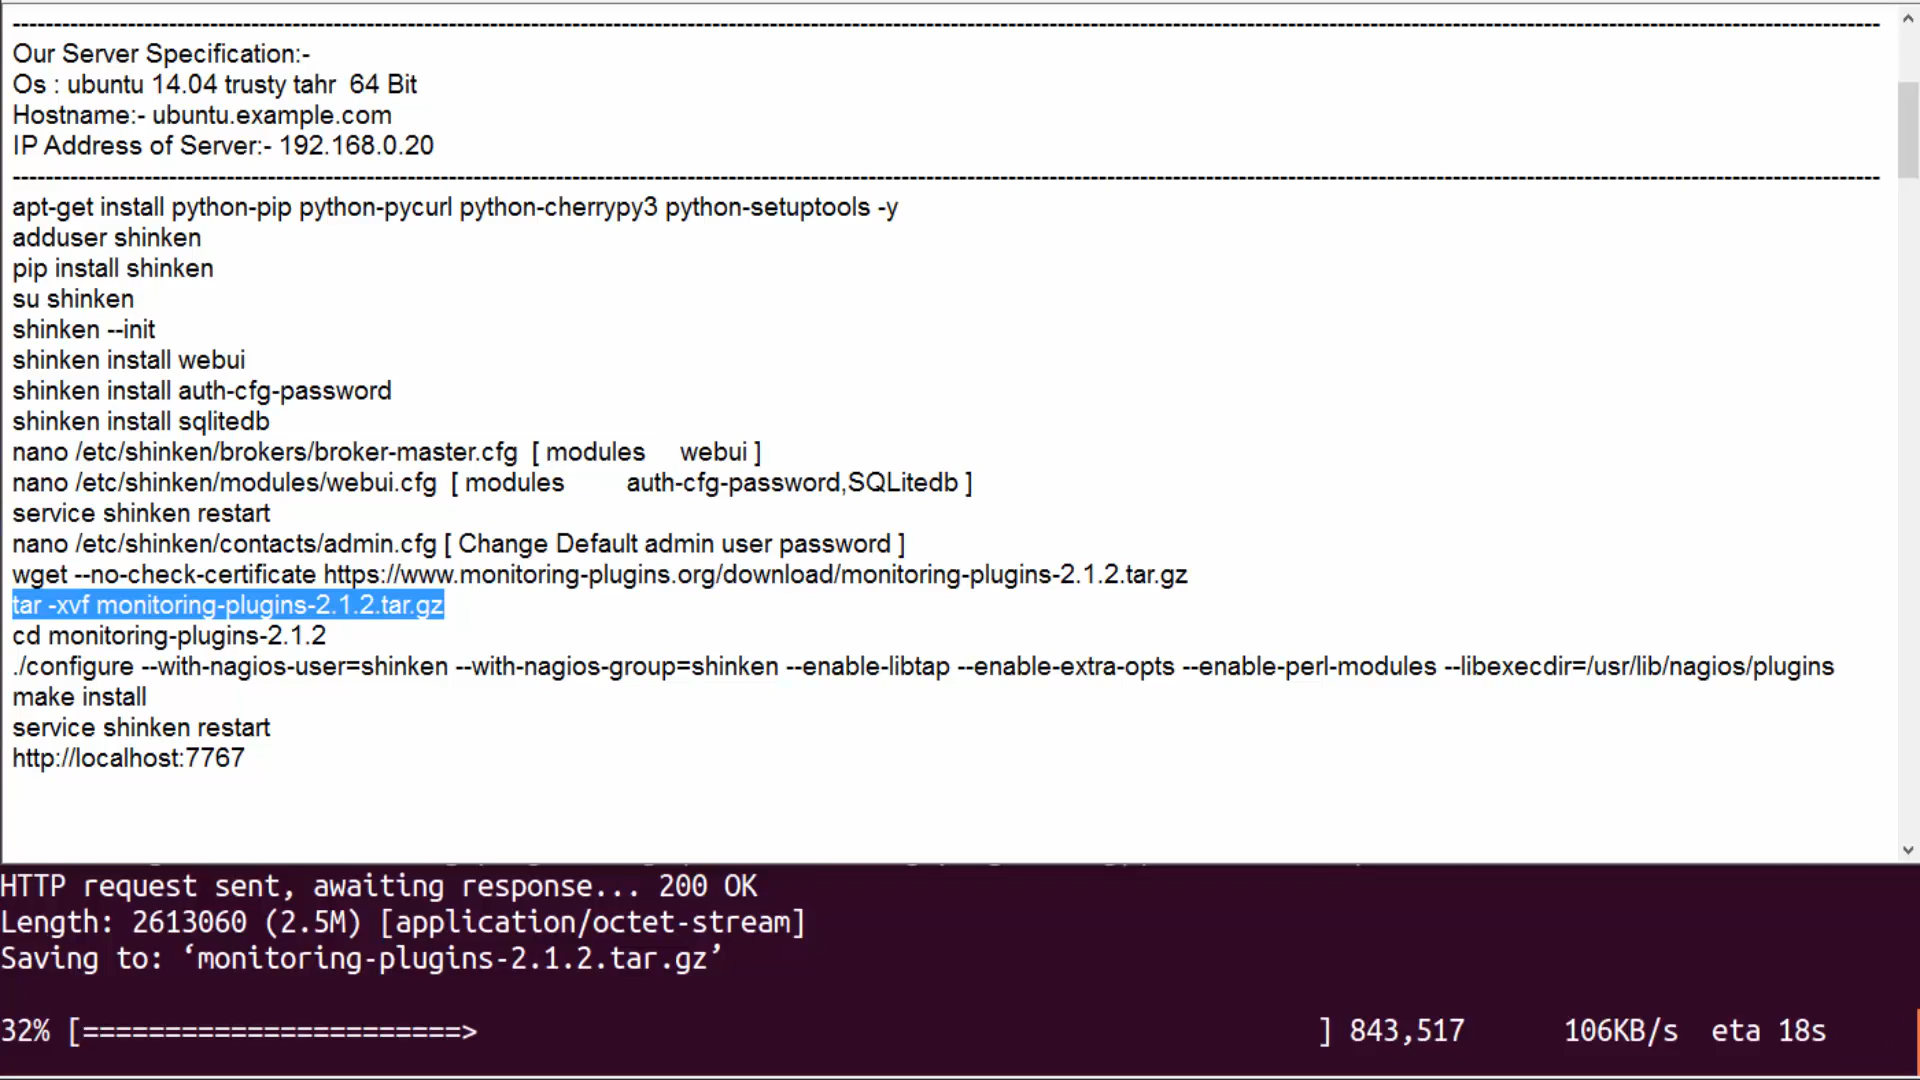 Our Server Specification:-
Os : ubuntu 14.04 trusty tahr  64 Bit
Hostname:- ubuntu.example.com
IP Address of Server:- 192.168.0.20
apt-get install python-pip python-pycurl python-cherrypy3 python-setuptools -y
adduser shinken
pip install shinken
su shinken
shinken --init
shinken install webui
shinken install auth-cfg-password
shinken install sqlitedb
nano /etc/shinken/brokers/broker-master.cfg  [ modules     webui ]
nano /etc/shinken/modules/webui.cfg  [ modules         auth-cfg-password,SQLitedb ]
service shinken restart
nano /etc/shinken/contacts/admin.cfg [ Change Default admin user password ]
wget --no-check-certificate https://www.monitoring-plugins.org/download/monitoring-plugins-2.1.2.tar.gz
tar -xvf monitoring-plugins-2.1.2.tar.gz
cd monitoring-plugins-2.1.2
./configure --with-nagios-user=shinken --with-nagios-group=shinken --enable-libtap --enable-extra-opts --enable-perl-modules --libexecdir=/usr/lib/nagios/plugins
make install
service shinken restart
http://localhost:7767
HTTP request sent, awaiting response... 200 OK
Length: 2613060 (2.5M) [application/octet-stream]
Saving to: ‘monitoring-plugins-2.1.2.tar.gz’
32% [=======================>                                                   ] 843,517      106KB/s  eta 18s